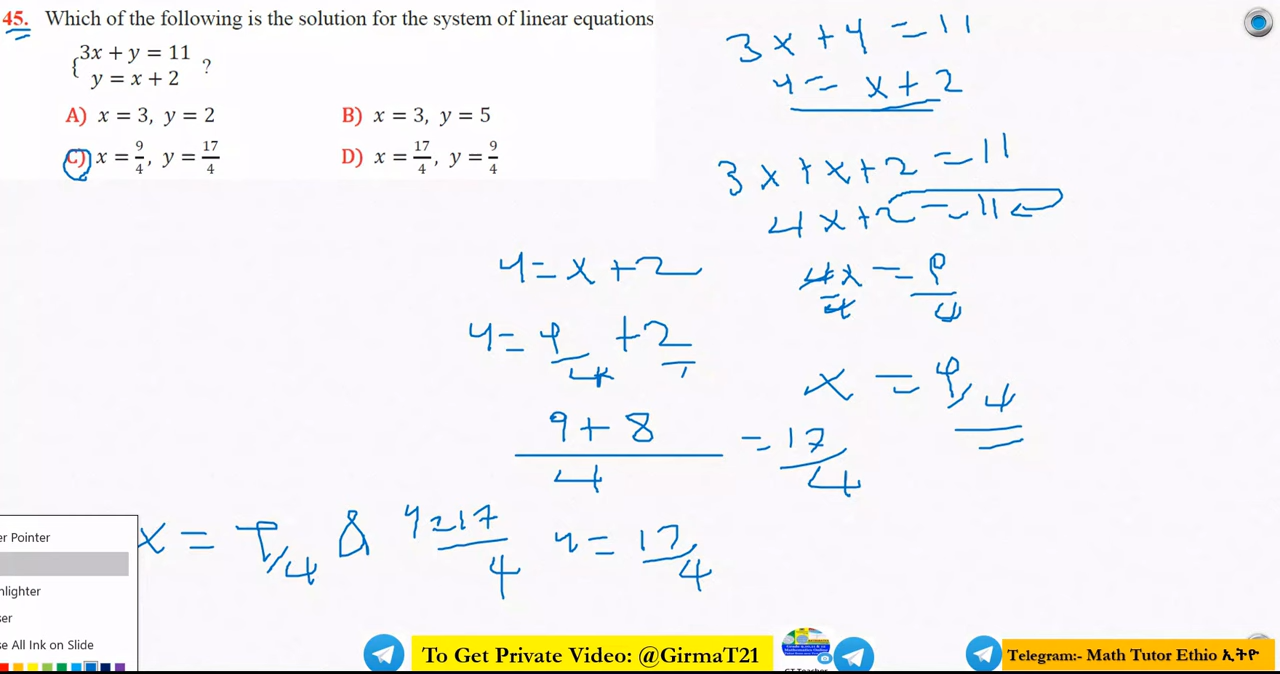 45. Which of the following is the solution for the system of linear equations
{3x + y = 11
y = x + 2 ?
A) x = 3, y = 2
B) x = 3, y = 5
C) x = 9/4, y = 17/4
D) x = 17/4, y = 9/4
3x + y = 11
y = x + 2
3x + x + 2 = 11
4x + 2 = 11
4x/4 = 9/4
x = 9/4
y = x + 2
y = 9/4 + 2/1
9 + 8/4 = 17/4
x = 9/4 & y = 17/4
y = 17/4
er Pointer
hlighter
ser
e All Ink on Slide
To Get Private Video: @GirmaT21
GT Teacher
Telegram:- Math Tutor Ethio ኢትዮ